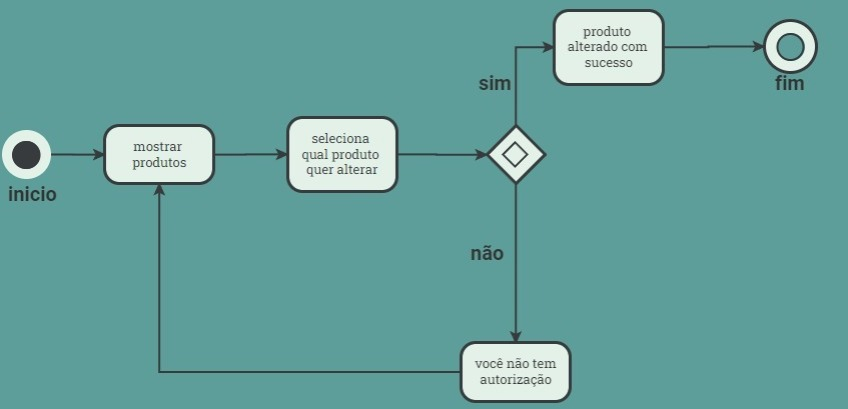 inicio
mostrar
produtos
seleciona
qual produto
quer alterar
sim
produto
alterado com
sucesso
fim
não
você não tem
autorização